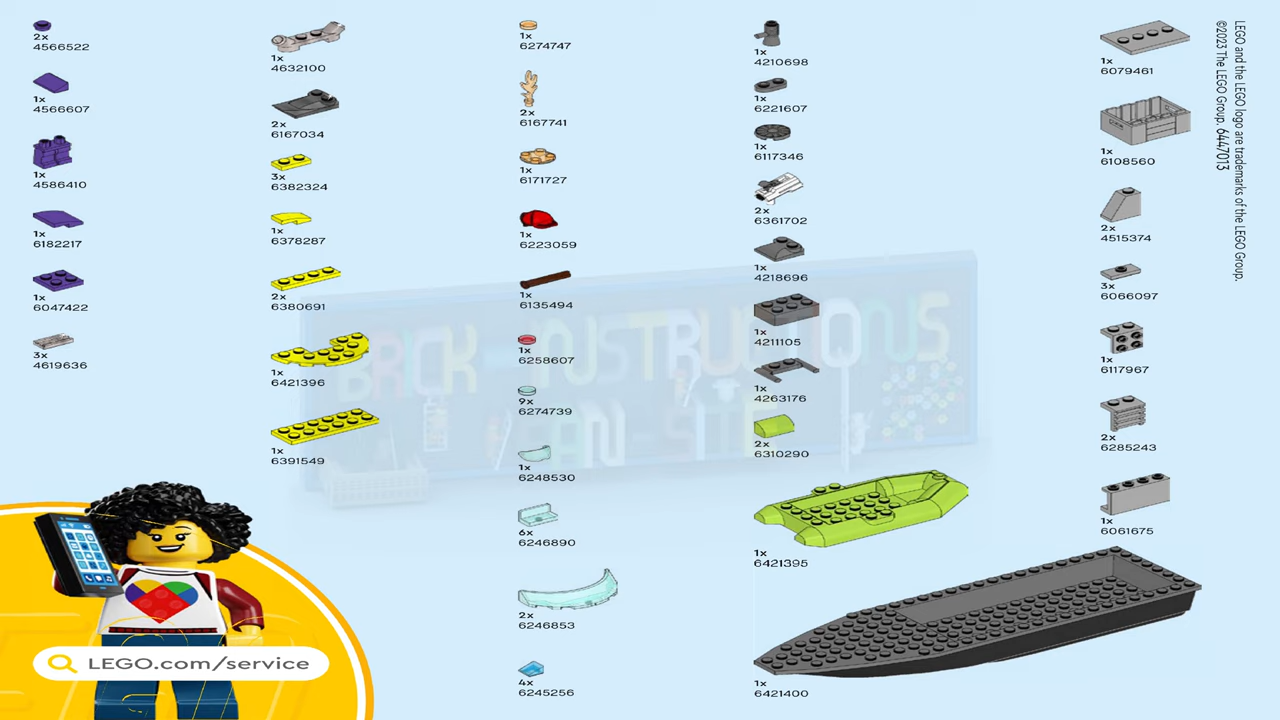 2x
4566522
1x
4566607
1x
4586410
1x
6182217
1x
6047422
3x
4619636
1x
4632100
2x
6167034
3x
6382324
1x
6378287
2x
6380691
1x
6421396
1x
6391549
1x
6274747
2x
6167741
1x
6171727
1x
6223059
1x
6135494
1x
6258607
9x
6274739
1x
6248530
6x
6246890
2x
6246853
4x
6245256
1x
4210698
1x
6221607
1x
6117346
2x
6361702
1x
4218696
1x
4211105
1x
4263176
2x
6310290
1x
6421395
1x
6421400
1x
6079461
1x
6108560
2x
4515374
3x
6066097
1x
6117967
2x
6285243
1x
6061675
LEGO and the LEGO logo are trademarks of the LEGO Group.
©2023 The LEGO Group. 6447013
BRICK-INSTRUCTIONS
FAN-SITE
LEGO.com/service